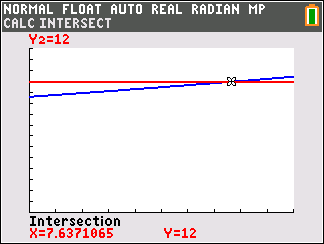 NORMAL FLOAT AUTO REAL RADIAN MP
CALC INTERSECT
Y2=12
Intersection
X=7.6371065 Y=12